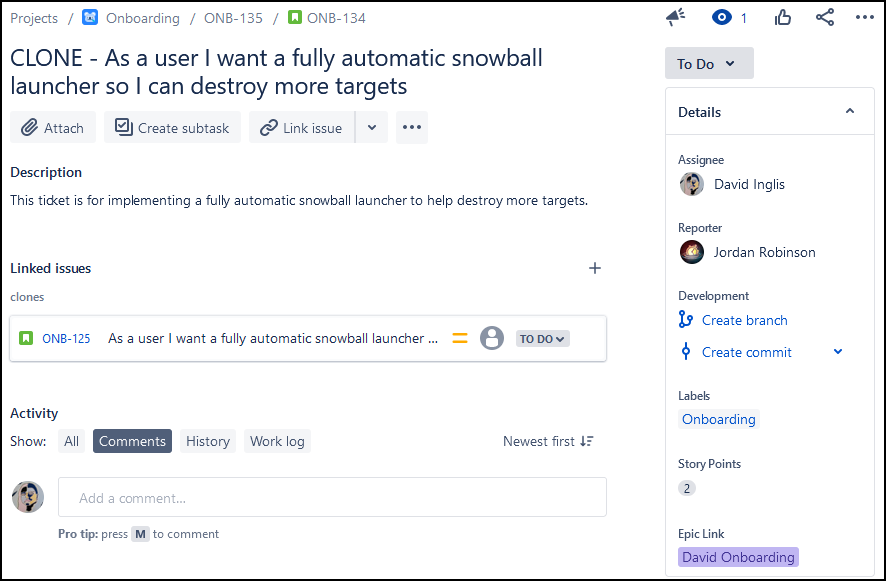 Projects / Onboarding / ONB-135 / ONB-134
1
CLONE - As a user I want a fully automatic snowball
launcher so I can destroy more targets
To Do
Attach
Create subtask
Link issue
Description
This ticket is for implementing a fully automatic snowball launcher to help destroy more targets.
Linked issues
clones
ONB-125 As a user I want a fully automatic snowball launcher ... TO DO
Activity
Show: All Comments History Work log Newest first
Add a comment...
Pro tip: press M to comment
Details
Assignee
David Inglis
Reporter
Jordan Robinson
Development
Create branch
Create commit
Labels
Onboarding
Story Points
2
Epic Link
David Onboarding